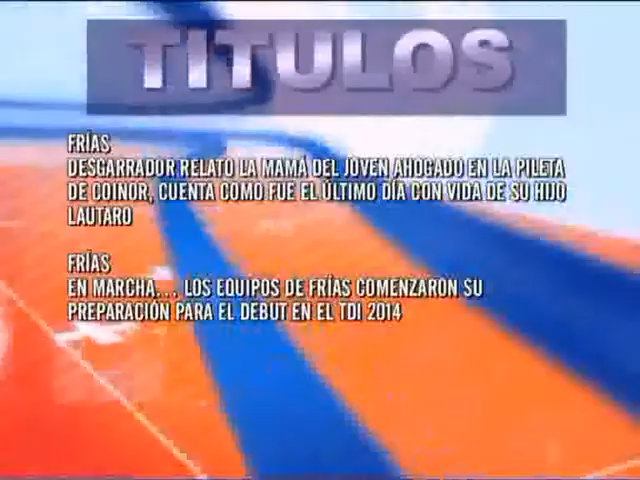 TITULOS
FRÍAS
DESGARRADOR RELATO LA MAMÁ DEL JOVEN AHOGADO EN LA PILETA
DE COINOR, CUENTA COMO FUE EL ÚLTIMO DÍA CON VIDA DE SU HIJO
LAUTARO
FRÍAS
EN MARCHA... LOS EQUIPOS DE FRÍAS COMENZARON SU
PREPARACIÓN PARA EL DEBUT EN EL TDI 2014